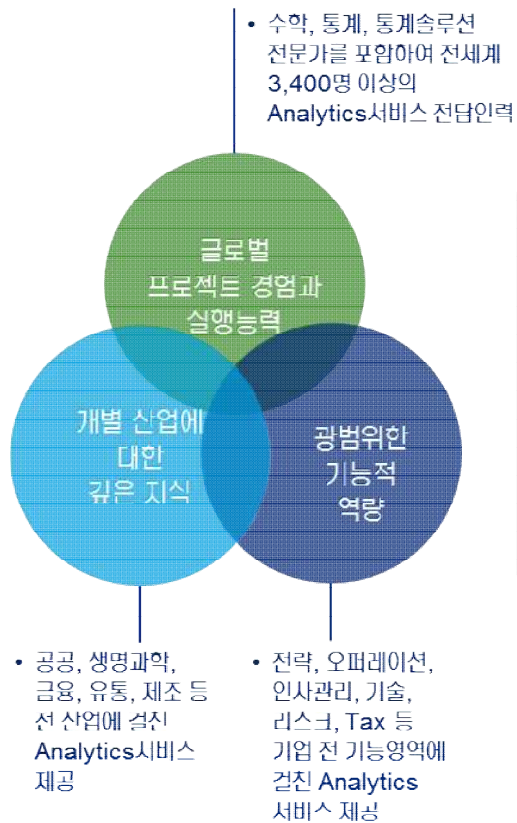 • 수학, 통계, 통계솔루션
전문가를 포함하여 전세계
3,400명 이상의
Analytics서비스 전담인력
글로벌
프로젝트 경험과
실행능력
개별 산업에
대한
깊은 지식
광범위한
기능적
역량
• 공공, 생명과학,
금융, 유통, 제조 등
전 산업에 걸친
Analytics서비스
제공
• 전략, 오퍼레이션,
인사관리, 기술,
리스크, Tax 등
기업 전 기능영역에
걸친 Analytics
서비스 제공